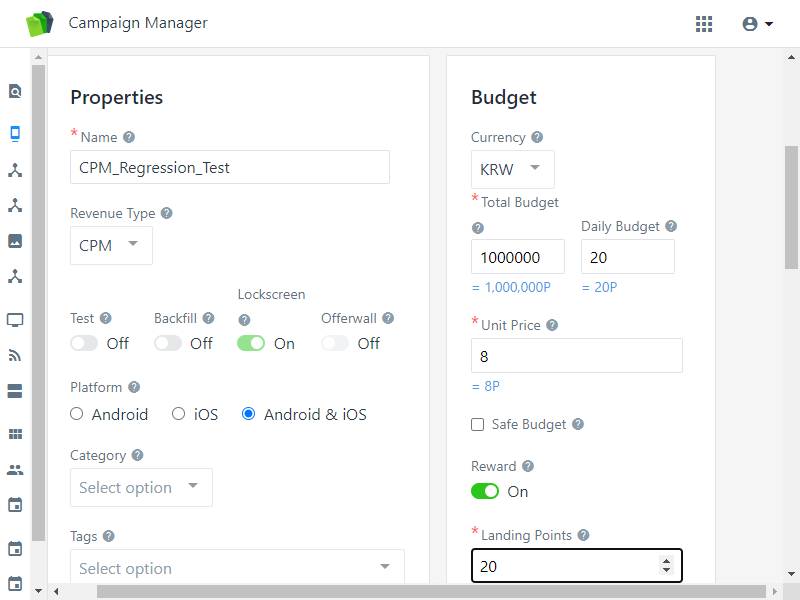 Campaign Manager
Properties
* Name
CPM_Regression_Test
Revenue Type
CPM
Test
Off
Backfill
Off
Lockscreen
On
Offerwall
Off
Platform
Android
iOS
Android & iOS
Category
Select option
Tags
Select option
Budget
Currency
KRW
* Total Budget
1000000
= 1,000,000P
Daily Budget
20
= 20P
* Unit Price
8
= 8P
Safe Budget
Reward
On
* Landing Points
20